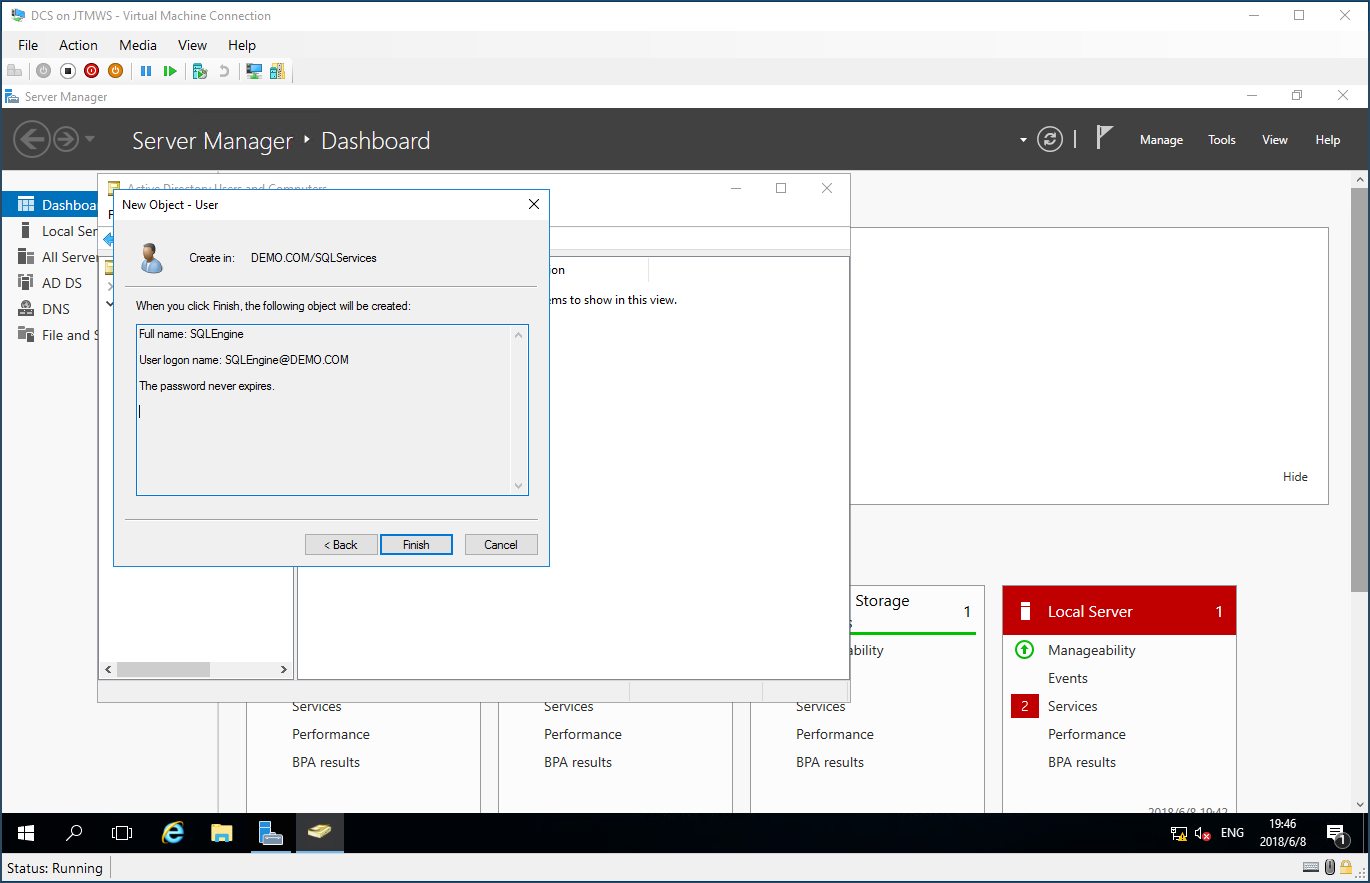 DCS on JTMWS - Virtual Machine Connection
File Action Media View Help
Server Manager
Server Manager Dashboard
Manage Tools View Help
Active Directory Users and Computers
New Object - User
Create in: DEMO.COM/SQLServices
When you click Finish, the following object will be created:
Full name: SQLEngine
User logon name: SQLEngine@DEMO.COM
The password never expires.
< Back Finish Cancel
Dashboa
Local Ser
All Server
AD DS
DNS
File and S
ion
ems to show in this view.
Hide
Storage 1
ability
Services
Performance
BPA results
Services
Performance
BPA results
Services
Performance
BPA results
Local Server 1
Manageability
Events
2 Services
Performance
BPA results
2018/6/8 19:42
ENG
19:46
2018/6/8
1
Status: Running